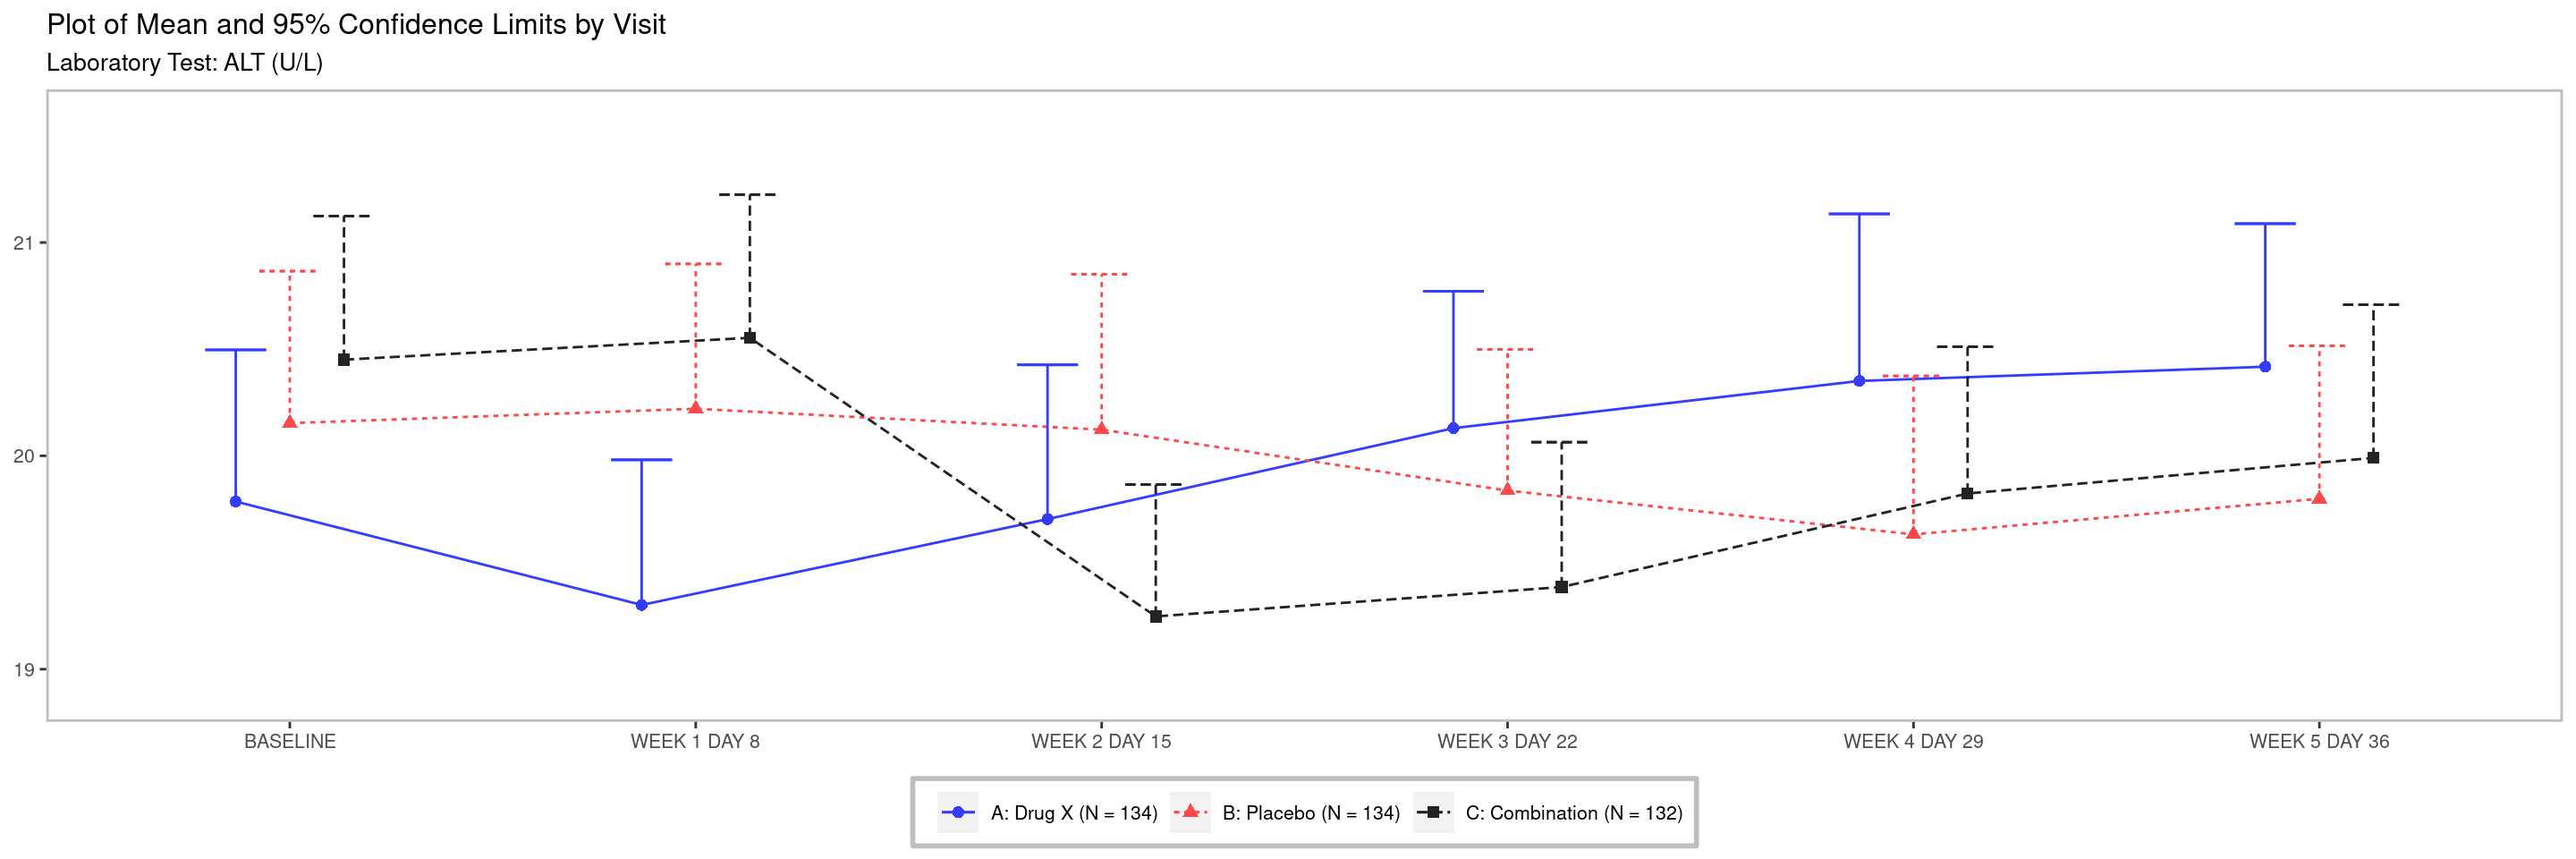 Plot of Mean and 95% Confidence Limits by Visit
Laboratory Test: ALT (U/L)
21
20
19
BASELINE WEEK 1 DAY 8 WEEK 2 DAY 15 WEEK 3 DAY 22 WEEK 4 DAY 29 WEEK 5 DAY 36
A: Drug X (N = 134) B: Placebo (N = 134) C: Combination (N = 132)